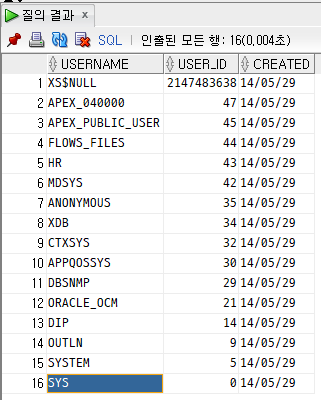 질의 결과 x
SQL | 인출된 모든 행: 16(0,004초)
USERNAME USER_ID CREATED
1 XS$NULL 2147483638 14/05/29
2 APEX_040000 47 14/05/29
3 APEX_PUBLIC_USER 45 14/05/29
4 FLOWS_FILES 44 14/05/29
5 HR 43 14/05/29
6 MDSYS 42 14/05/29
7 ANONYMOUS 35 14/05/29
8 XDB 34 14/05/29
9 CTXSYS 32 14/05/29
10 APPQOSSYS 30 14/05/29
11 DBSNMP 29 14/05/29
12 ORACLE_OCM 21 14/05/29
13 DIP 14 14/05/29
14 OUTLN 9 14/05/29
15 SYSTEM 5 14/05/29
16 SYS 0 14/05/29